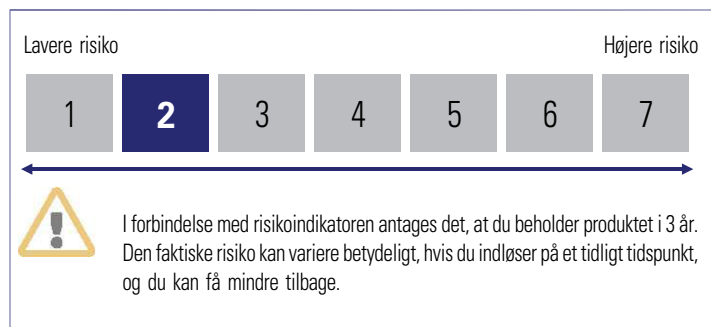 Lavere risiko Højere risiko
1 2 3 4 5 6 7
I forbindelse med risikoindikatoren antages det, at du beholder produktet i 3 år.
Den faktiske risiko kan variere betydeligt, hvis du indløser på et tidligt tidspunkt,
og du kan få mindre tilbage.